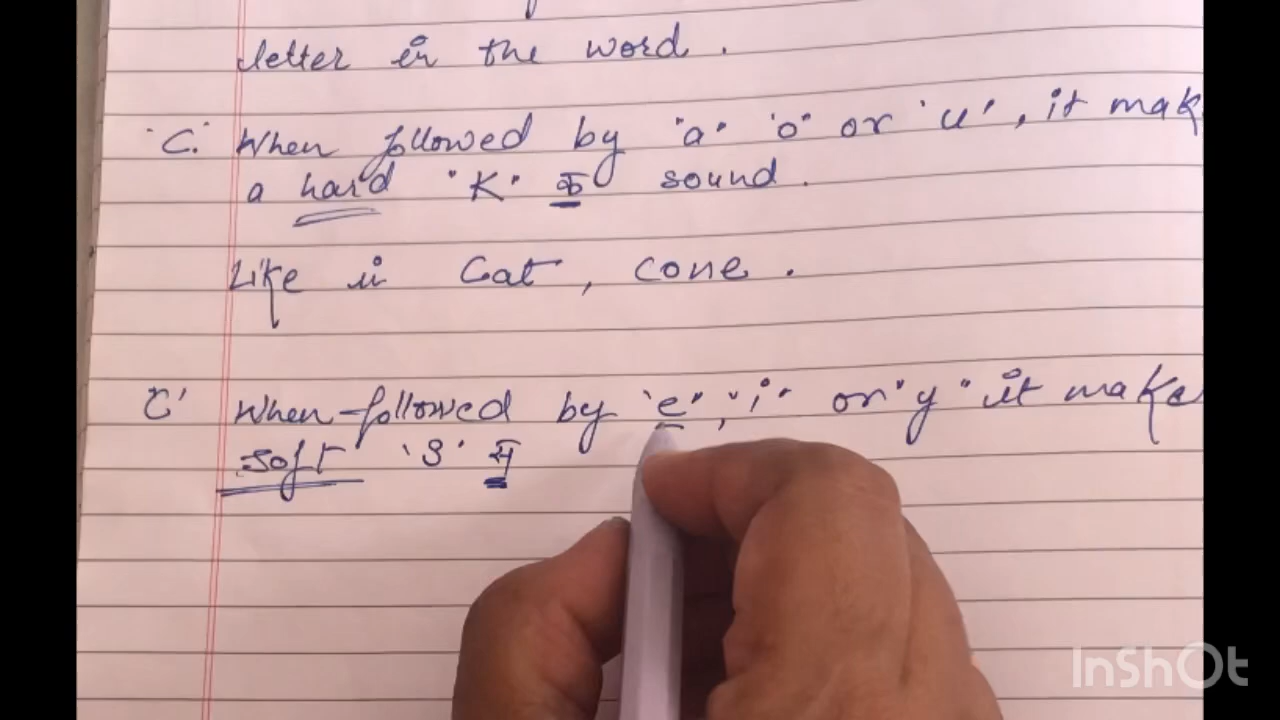 letter in the word.
'C' When followed by "a" "o" or 'u', it mak
a hard "K" क sound.
Like in Cat, cone.
'C' When followed by "e", "i" or "y" it make
soft 'S' स
InShOt